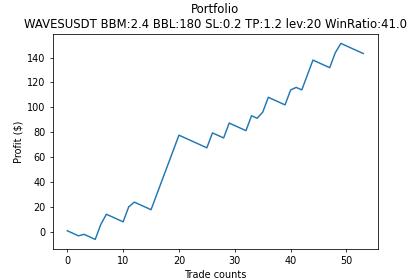 Portfolio
WAVESUSDT BBM:2.4 BBL:180 SL:0.2 TP:1.2 lev:20 WinRatio:41.0
140
120
100
80
60
40
20
0
Profit ($)
0 10 20 30 40 50
Trade counts